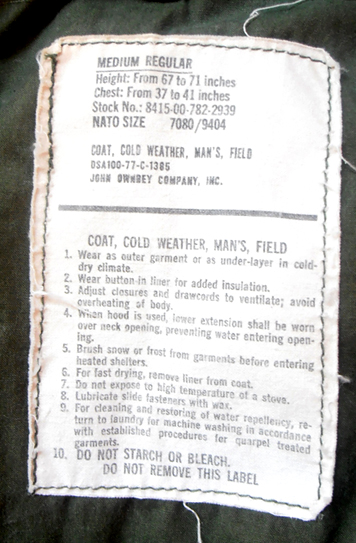 MEDIUM REGULAR
Height: From 67 to 71 inches
Chest: From 37 to 41 inches
Stock No.: 8415-00-782-2939
NATO SIZE 7080/9404
COAT, COLD WEATHER, MAN'S, FIELD
DSA100-77-C-1385
JOHN OWNBEY COMPANY, INC.
COAT, COLD WEATHER, MAN'S, FIELD
1. Wear as outer garment or as under-layer in cold-
dry climate.
2. Wear button-in liner for added insulation.
3. Adjust closures and drawcords to ventilate; avoid
overheating of body.
4. When hood is used, lower extension shall be worn
over neck opening, preventing water entering open-
ing.
5. Brush snow or frost from garments before entering
heated shelters.
6. For fast drying, remove liner from coat.
7. Do not expose to high temperature of a stove.
8. Lubricate slide fasteners with wax.
9. For cleaning and restoring of water repellency, re-
turn to laundry for machine washing in accordance
with established procedures for quarpel treated
garments.
10. DO NOT STARCH OR BLEACH.
DO NOT REMOVE THIS LABEL